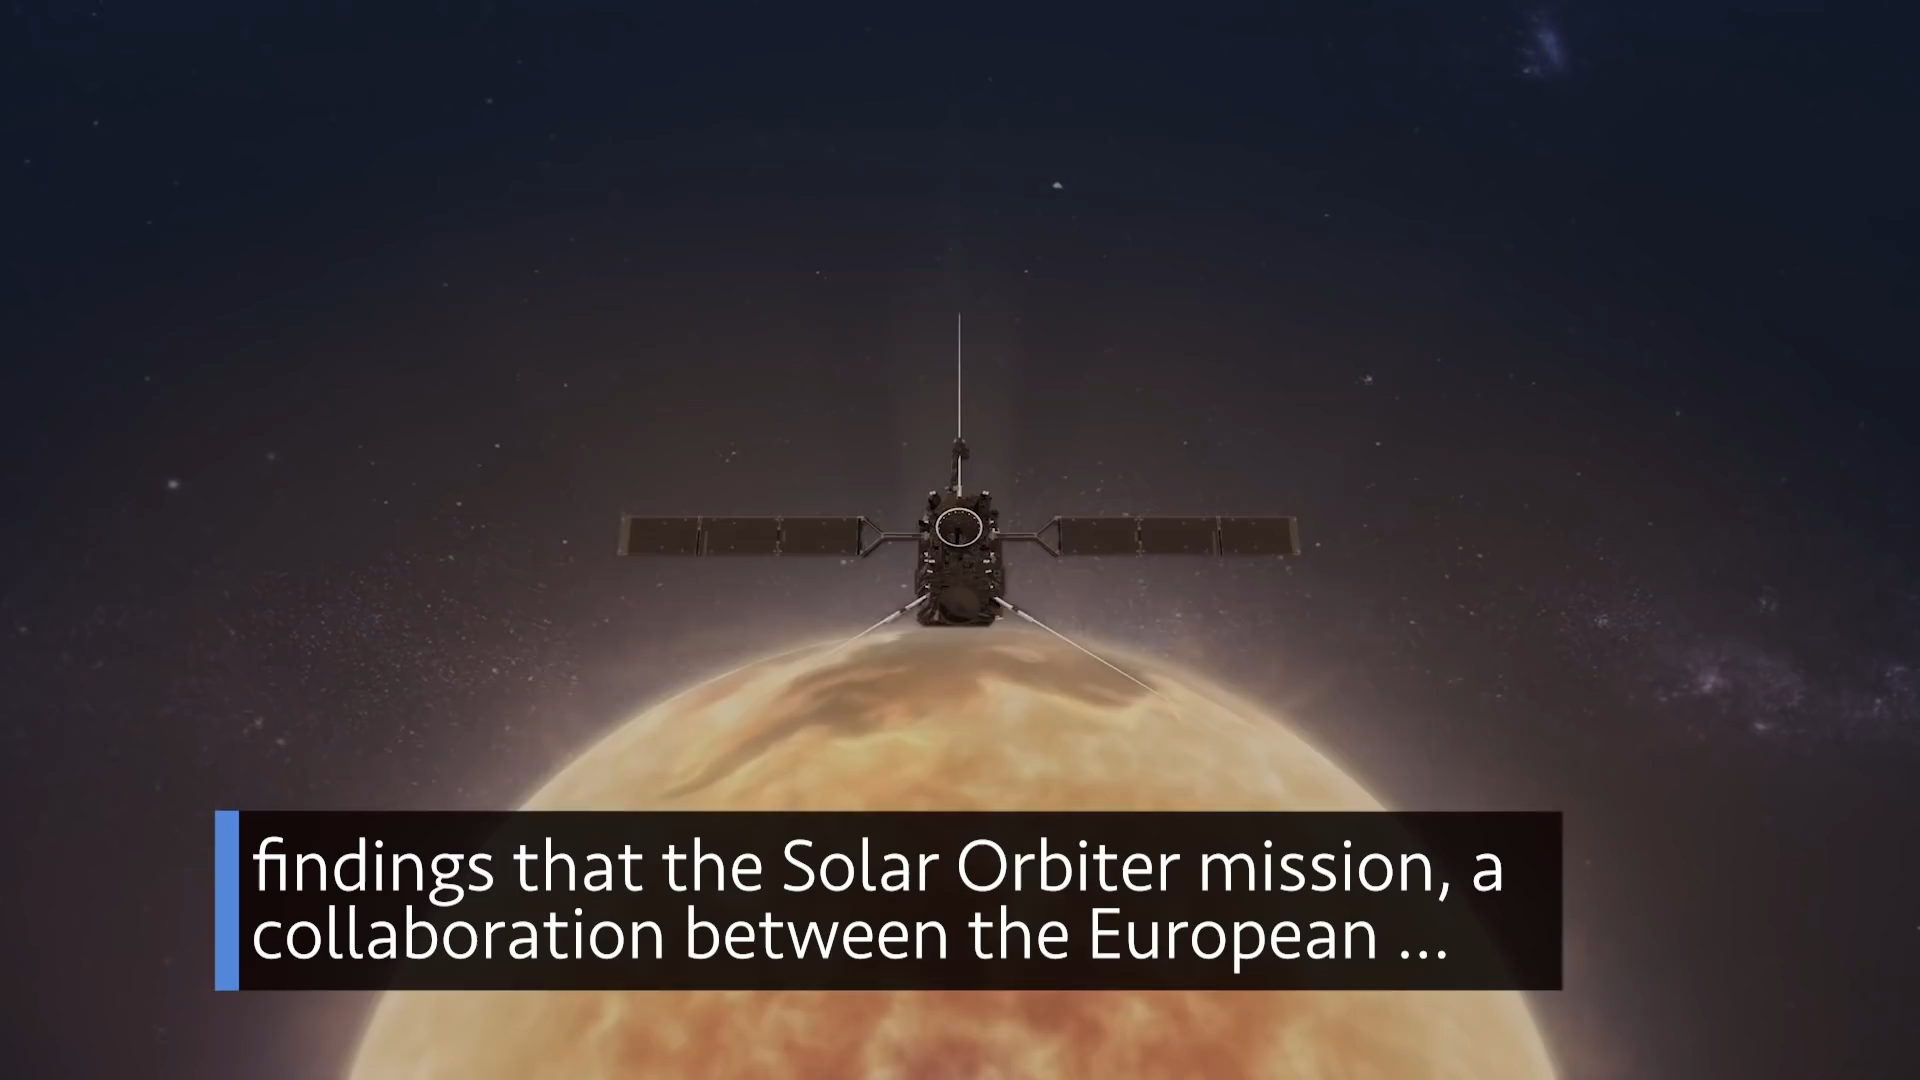 findings that the Solar Orbiter mission, a
collaboration between the European ...